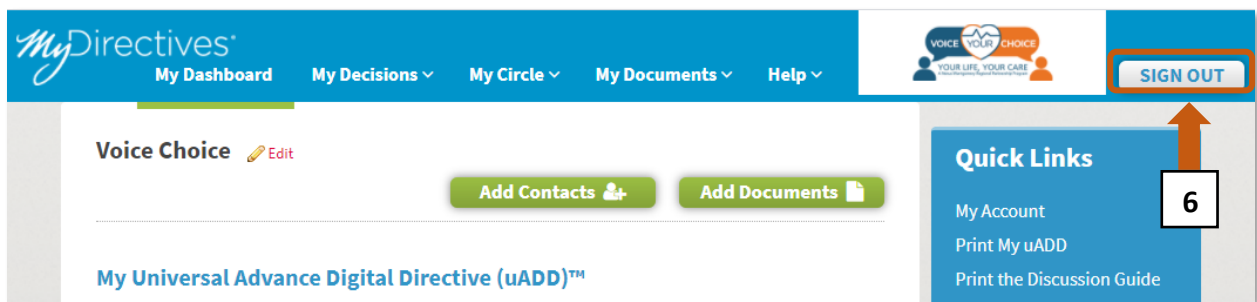 MyDirectives
My Dashboard My Decisions My Circle My Documents Help
VOICE YOUR CHOICE
YOUR LIFE, YOUR CARE
SIGN OUT
Voice Choice Edit
Add Contacts Add Documents
My Universal Advance Digital Directive (uADD)™
Quick Links
6
My Account
Print My uADD
Print the Discussion Guide